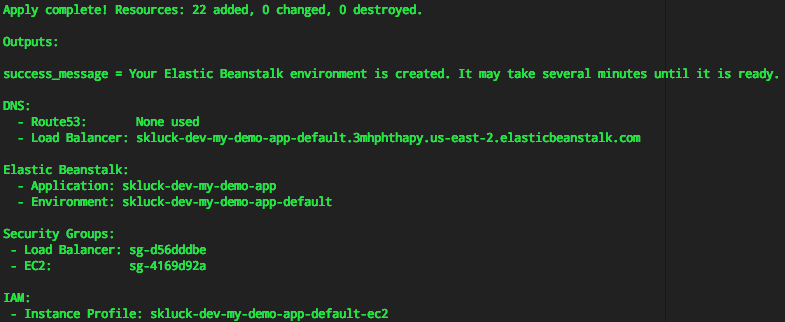 Apply complete! Resources: 22 added, 0 changed, 0 destroyed.
Outputs:
success_message = Your Elastic Beanstalk environment is created. It may take several minutes until it is ready.
DNS:
- Route53: None used
- Load Balancer: skluck-dev-my-demo-app-default.3mhphthapy.us-east-2.elasticbeanstalk.com
Elastic Beanstalk:
- Application: skluck-dev-my-demo-app
- Environment: skluck-dev-my-demo-app-default
Security Groups:
- Load Balancer: sg-d56dddbe
- EC2: sg-4169d92a
IAM:
- Instance Profile: skluck-dev-my-demo-app-default-ec2